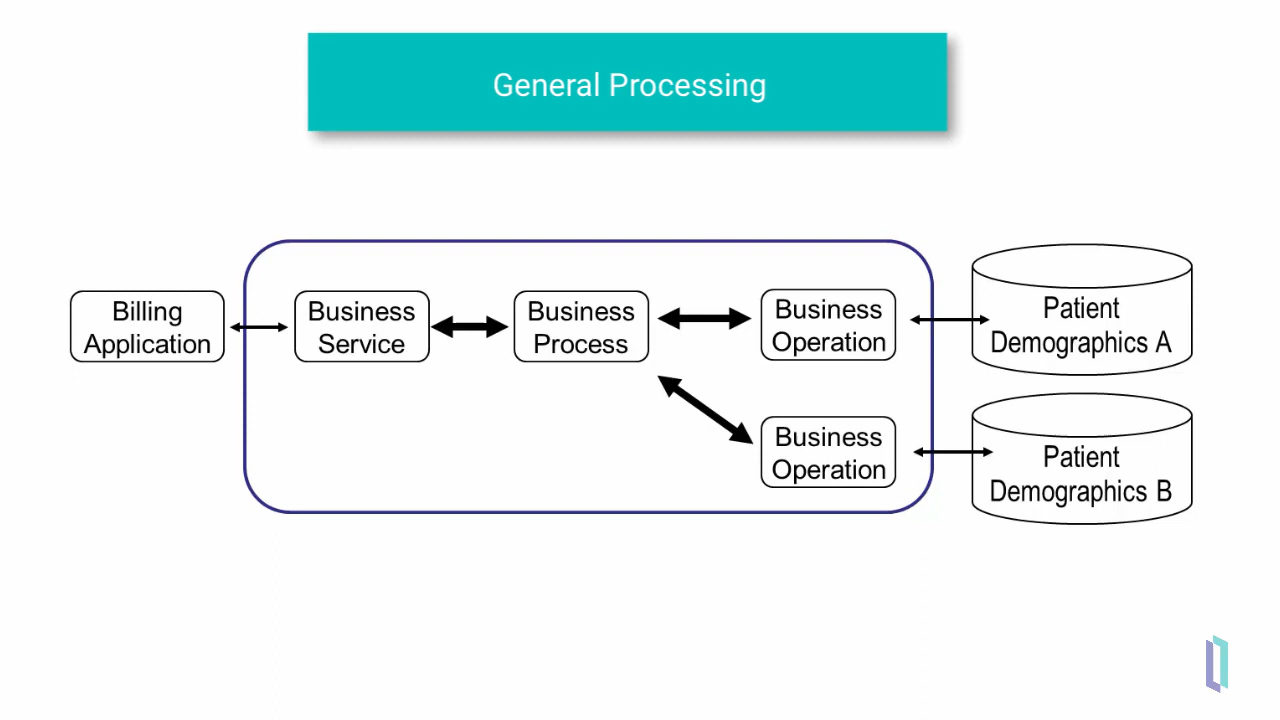 General Processing
Billing
Application
Business
Service
Business
Process
Business
Operation
Patient
Demographics A
Business
Operation
Patient
Demographics B